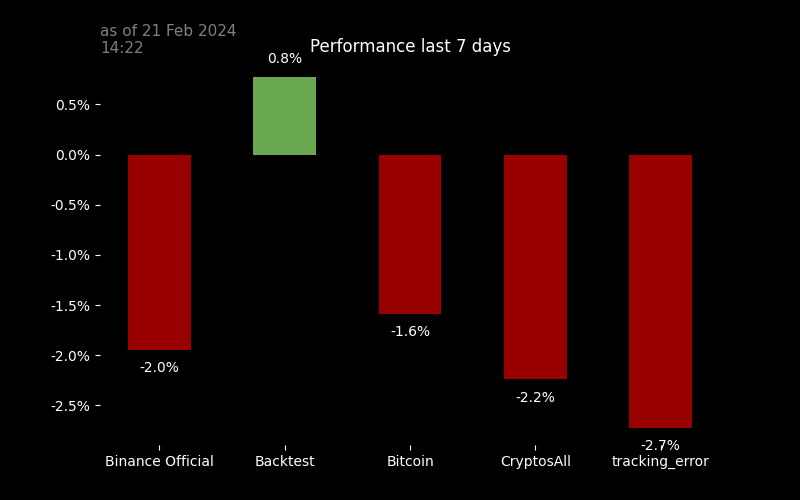 as of 21 Feb 2024
14:22
Performance last 7 days
0.8%
0.5%
0.0%
-0.5%
-1.0%
-1.5%
-1.6%
-2.0%
-2.0%
-2.2%
-2.5%
-2.7%
Binance Official
Backtest
Bitcoin
CryptosAll
tracking_error